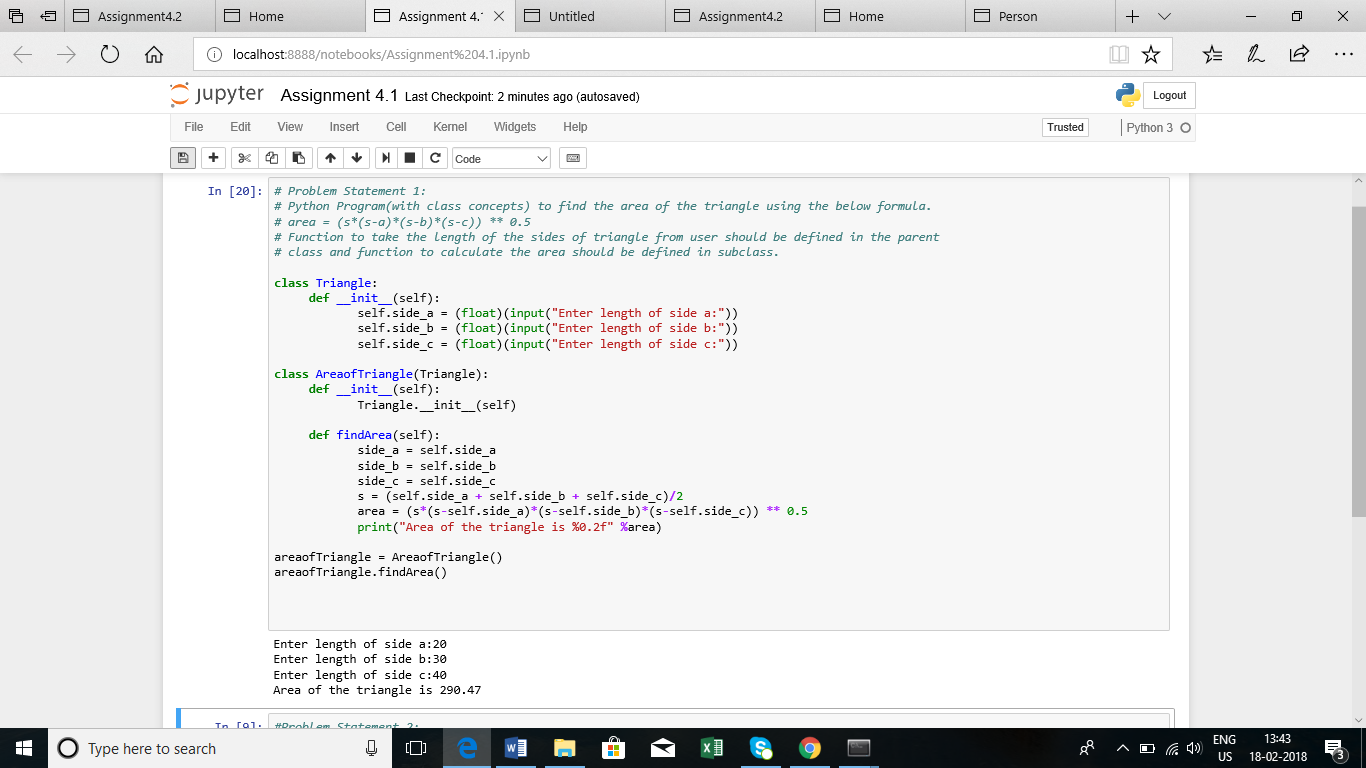 Assignment4.2 Home Assignment 4. Untitled Assignment4.2 Home Person
localhost:8888/notebooks/Assignment%204.1.ipynb
jupyter Assignment 4.1 Last Checkpoint: 2 minutes ago (autosaved) Logout
File Edit View Insert Cell Kernel Widgets Help Trusted Python 3
Code
In [20]: # Problem Statement 1:
# Python Program(with class concepts) to find the area of the triangle using the below formula.
# area = (s*(s-a)*(s-b)*(s-c)) ** 0.5
# Function to take the length of the sides of triangle from user should be defined in the parent
# class and function to calculate the area should be defined in subclass.
class Triangle:
def __init__(self):
self.side_a = (float)(input("Enter length of side a:"))
self.side_b = (float)(input("Enter length of side b:"))
self.side_c = (float)(input("Enter length of side c:"))
class AreaofTriangle(Triangle):
def __init__(self):
Triangle.__init__(self)
def findArea(self):
side_a = self.side_a
side_b = self.side_b
side_c = self.side_c
s = (self.side_a + self.side_b + self.side_c)/2
area = (s*(s-self.side_a)*(s-self.side_b)*(s-self.side_c)) ** 0.5
print("Area of the triangle is %0.2f" %area)
areaofTriangle = AreaofTriangle()
areaofTriangle.findArea()
Enter length of side a:20
Enter length of side b:30
Enter length of side c:40
Area of the triangle is 290.47
In [9]: #Problem Statement 2:
Type here to search
ENG
US
13:43
18-02-2018
3